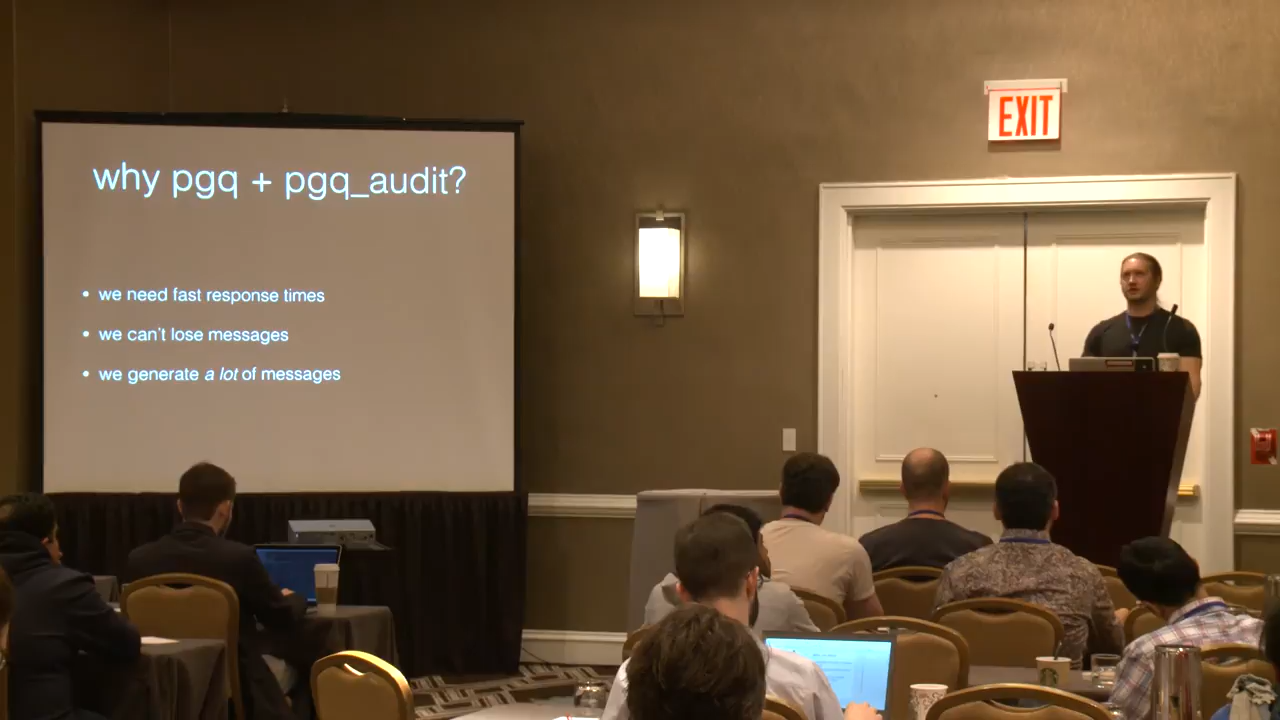 why pgq + pgq_audit?
• we need fast response times
• we can't lose messages
• we generate a lot of messages
EXIT